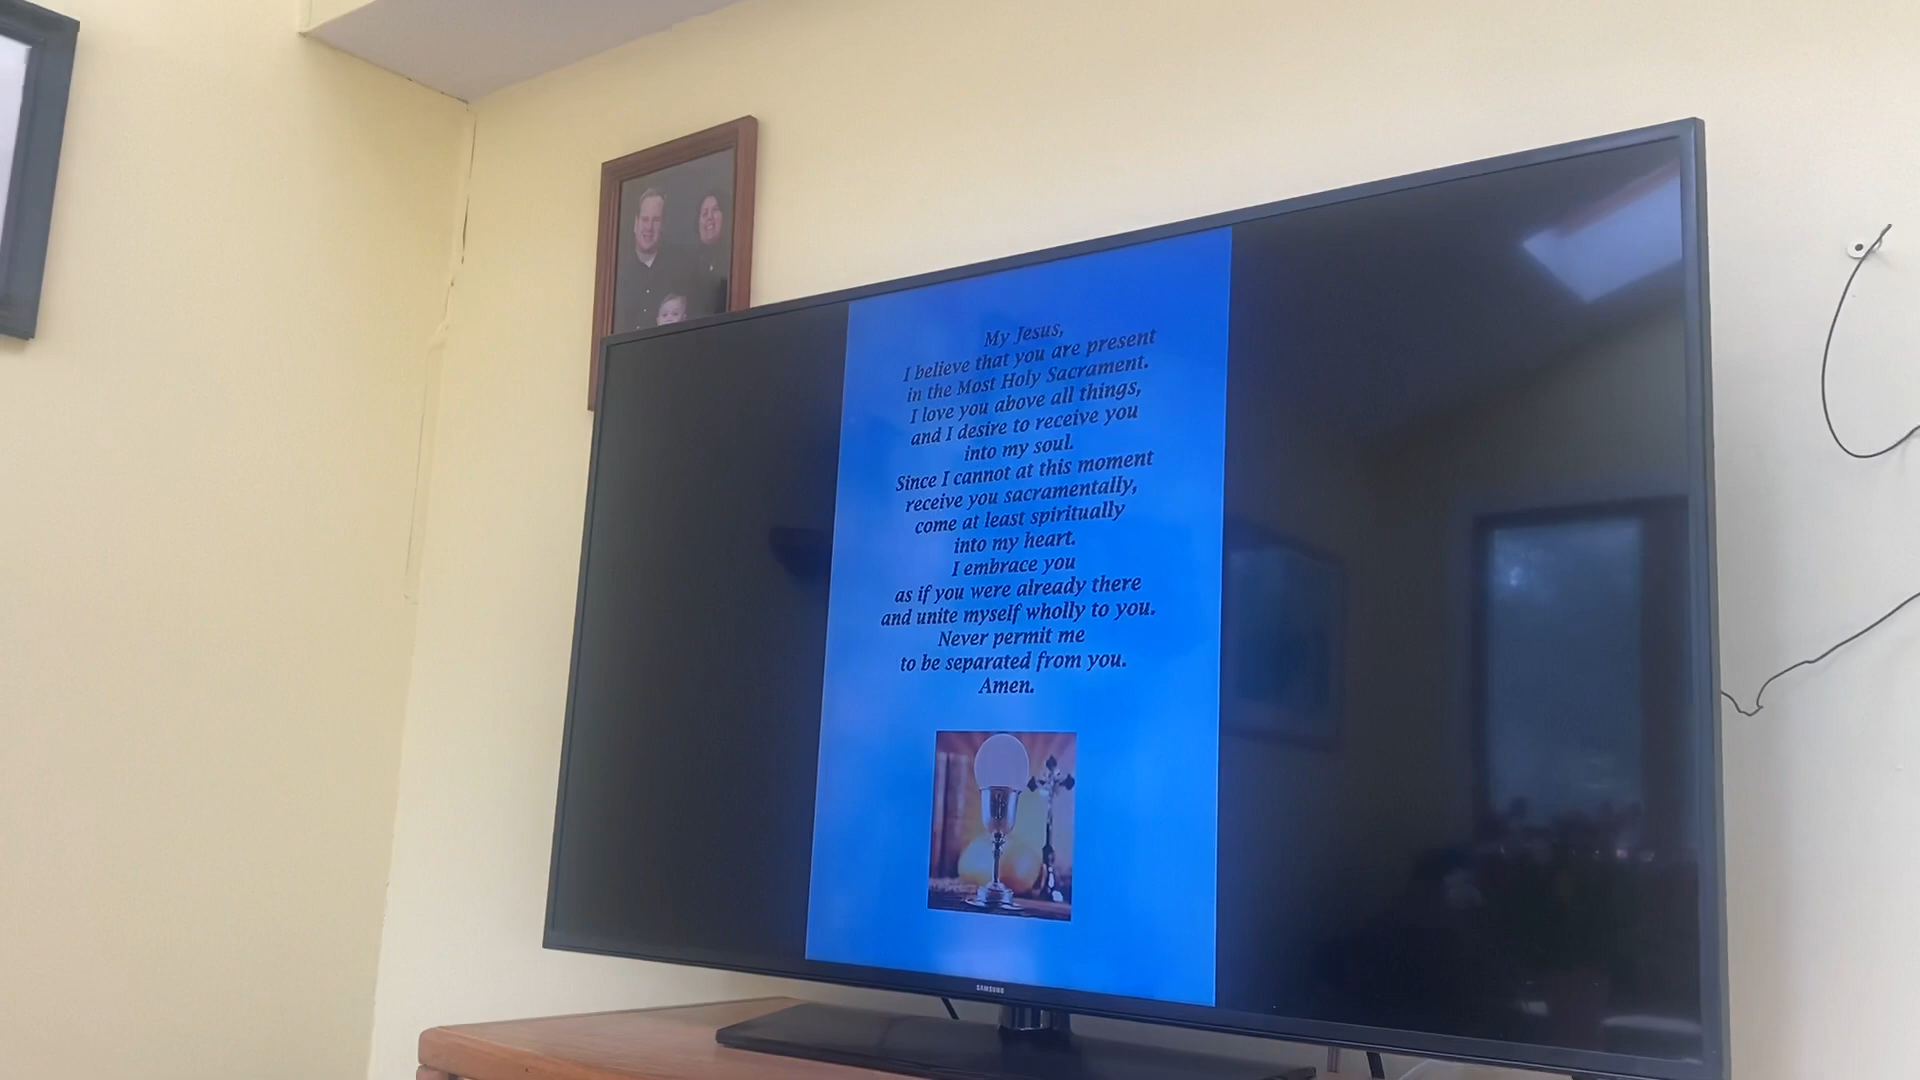 My Jesus,
I believe that you are present
in the Most Holy Sacrament.
I love you above all things,
and I desire to receive you
into my soul.
Since I cannot at this moment
receive you sacramentally,
come at least spiritually
into my heart.
I embrace you
as if you were already there
and unite myself wholly to you.
Never permit me
to be separated from you.
Amen.
SAMSUNG